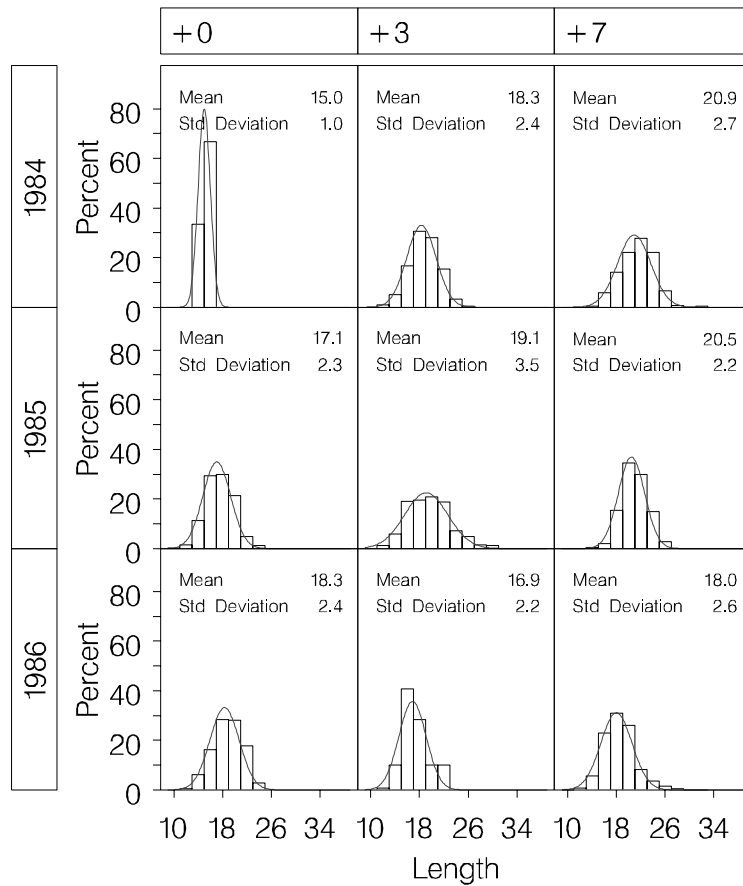 +0 +3 +7
1984
Percent
80
60
40
20
0
Mean 15.0
Std Deviation 1.0
Mean 18.3
Std Deviation 2.4
Mean 20.9
Std Deviation 2.7
1985
Percent
80
60
40
20
0
Mean 17.1
Std Deviation 2.3
Mean 19.1
Std Deviation 3.5
Mean 20.5
Std Deviation 2.2
1986
Percent
80
60
40
20
0
Mean 18.3
Std Deviation 2.4
Mean 16.9
Std Deviation 2.2
Mean 18.0
Std Deviation 2.6
10 18 26 34 10 18 26 34 10 18 26 34
Length